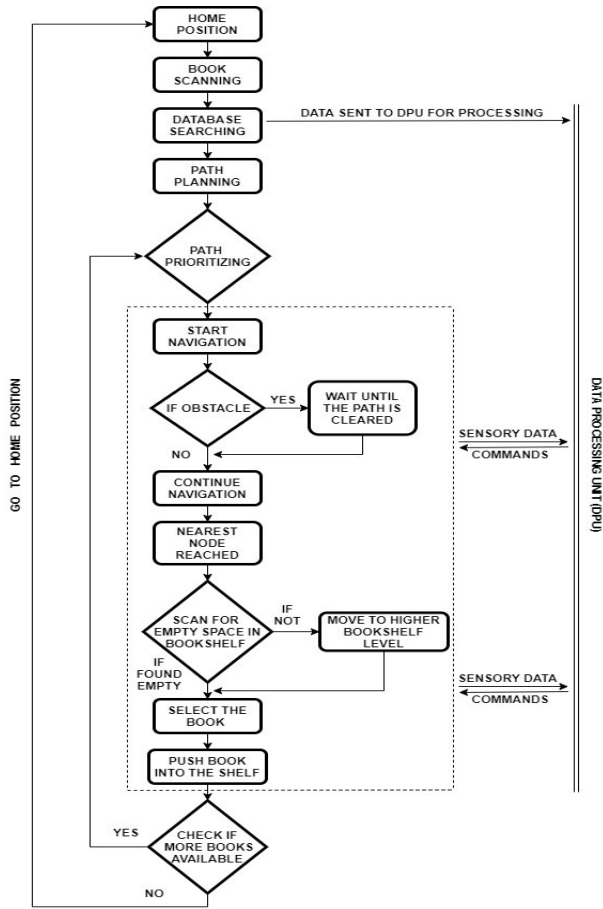 HOME
POSITION
BOOK
SCANNING
DATABASE
SEARCHING
DATA SENT TO DPU FOR PROCESSING
PATH
PLANNING
PATH
PRIORITIZING
START
NAVIGATION
IF OBSTACLE
YES
WAIT UNTIL
THE PATH IS
CLEARED
NO
SENSORY DATA
COMMANDS
CONTINUE
NAVIGATION
NEAREST
NODE
REACHED
SCAN FOR
EMPTY SPACE IN
BOOKSHELF
IF
NOT
MOVE TO HIGHER
BOOKSHELF
LEVEL
IF
FOUND
EMPTY
SENSORY DATA
COMMANDS
SELECT THE
BOOK
PUSH BOOK
INTO THE SHELF
CHECK IF
MORE BOOKS
AVAILABLE
YES
NO
GO TO HOME POSITION
DATA PROCESSING UNIT (DPU)